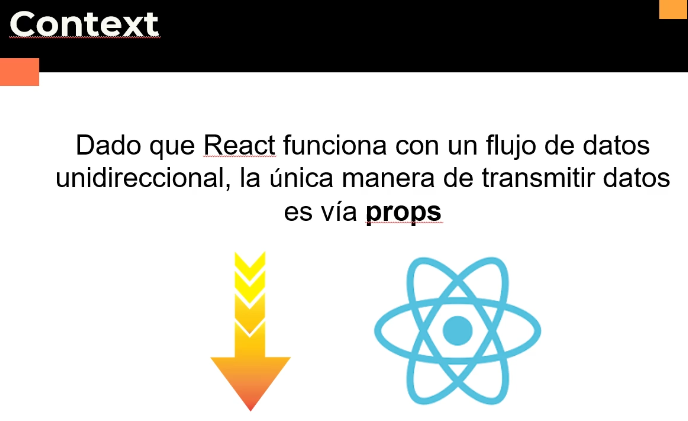 Context
Dado que React funciona con un flujo de datos
unidireccional, la única manera de transmitir datos
es vía props